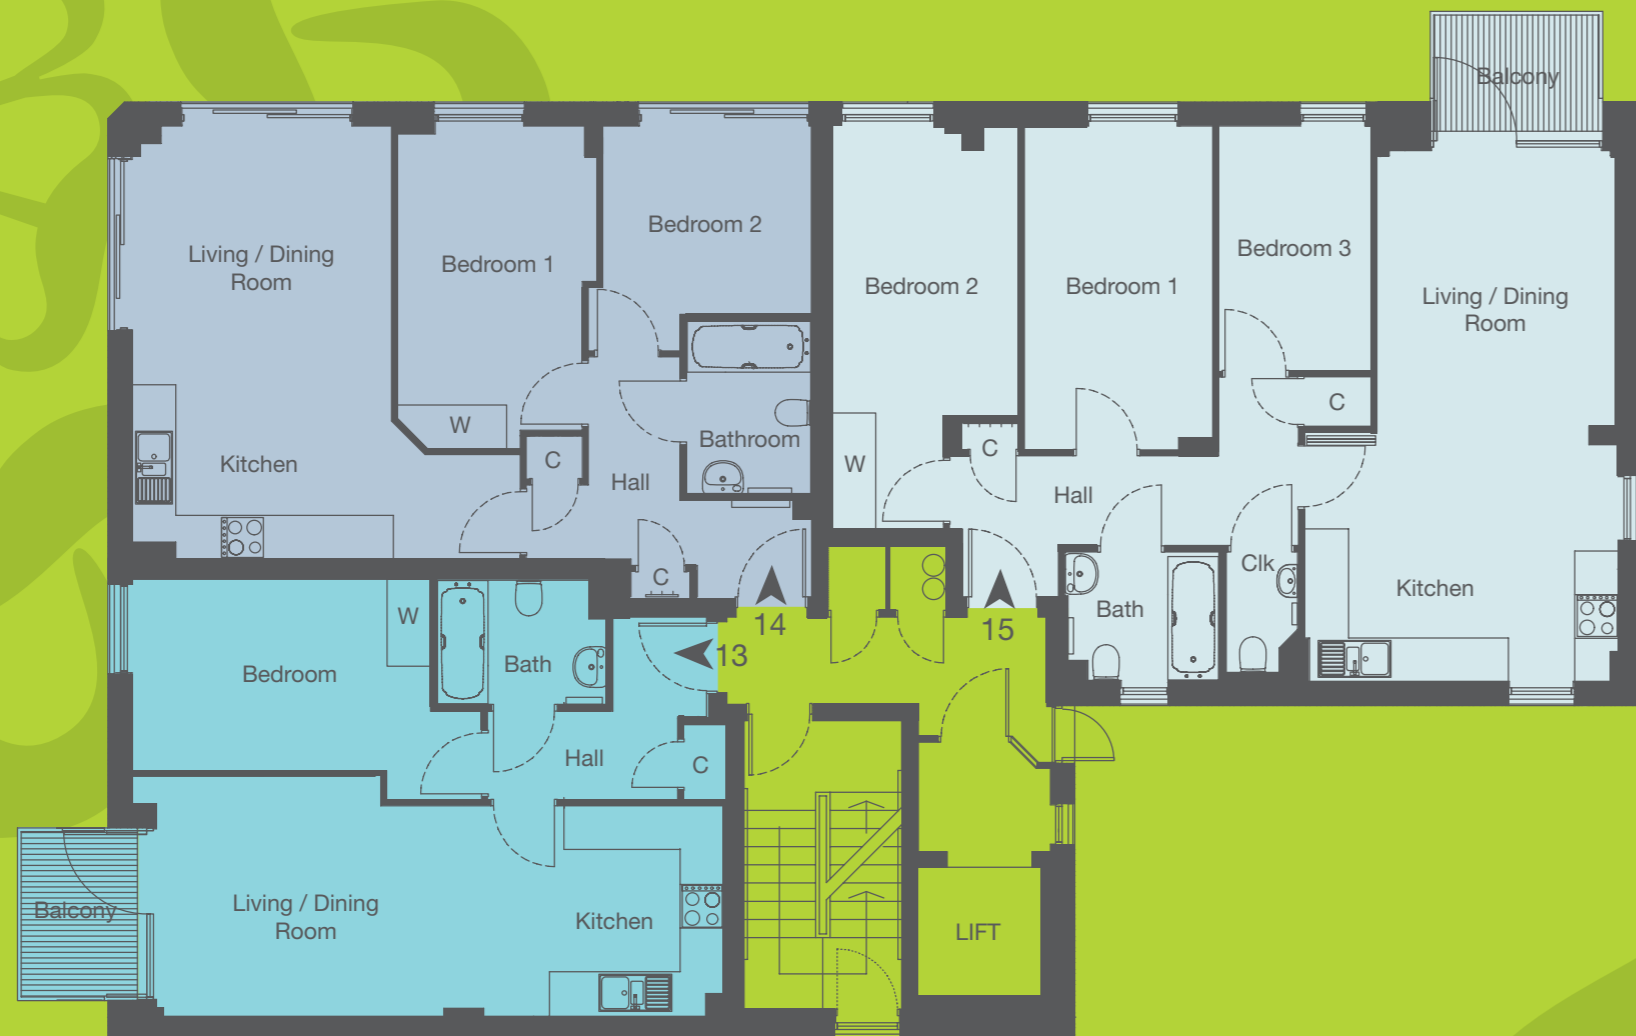 Balcony
Living / Dining
Room
Bedroom 1
Bedroom 2
W
Kitchen
C
Hall
Bathroom
C
14
Bedroom 2
Bedroom 1
Bedroom 3
Living / Dining
Room
C
W
C
Hall
Clk
Bath
Kitchen
15
13
W
Bedroom
Bath
Hall
C
Balcony
Living / Dining
Room
Kitchen
LIFT